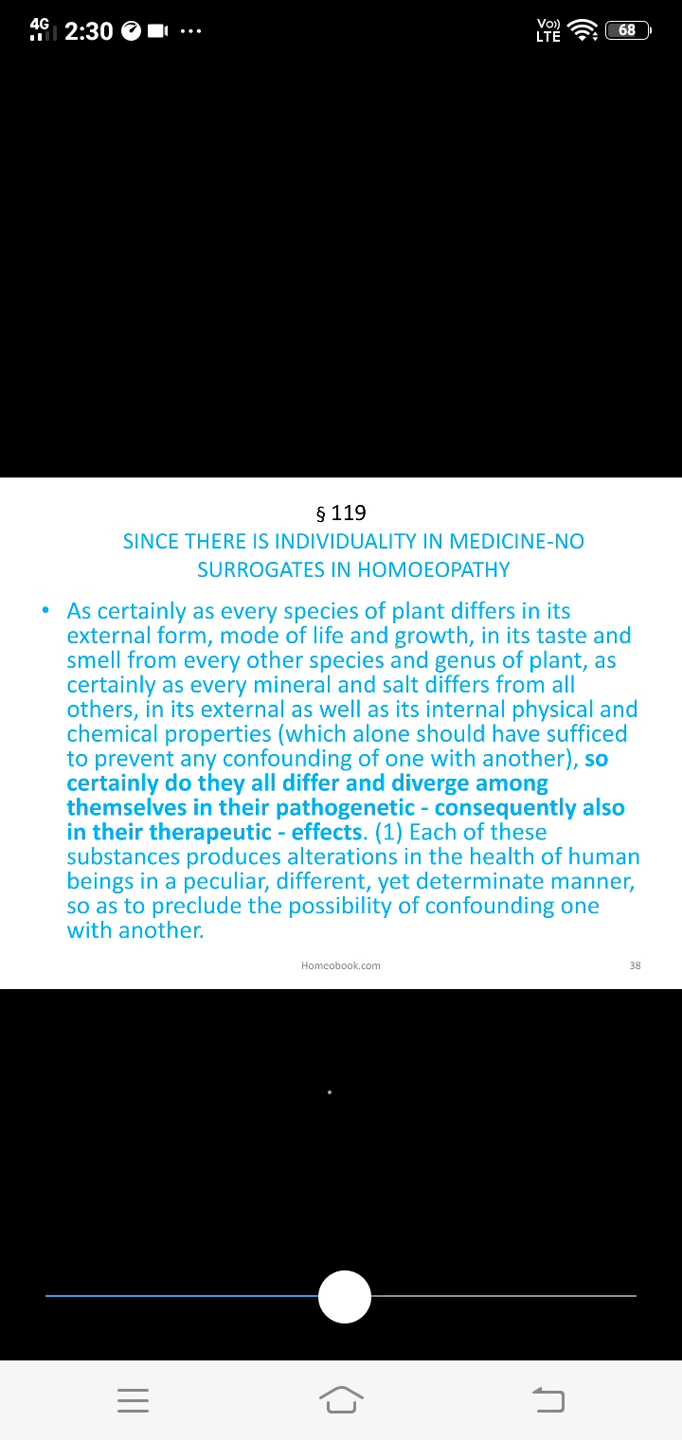 4G 2:30 ... Vo)) LTE 68
§ 119
SINCE THERE IS INDIVIDUALITY IN MEDICINE-NO
SURROGATES IN HOMOEOPATHY
• As certainly as every species of plant differs in its
external form, mode of life and growth, in its taste and
smell from every other species and genus of plant, as
certainly as every mineral and salt differs from all
others, in its external as well as its internal physical and
chemical properties (which alone should have sufficed
to prevent any confounding of one with another), so
certainly do they all differ and diverge among
themselves in their pathogenetic - consequently also
in their therapeutic - effects. (1) Each of these
substances produces alterations in the health of human
beings in a peculiar, different, yet determinate manner,
so as to preclude the possibility of confounding one
with another.
Homeobook.com 38